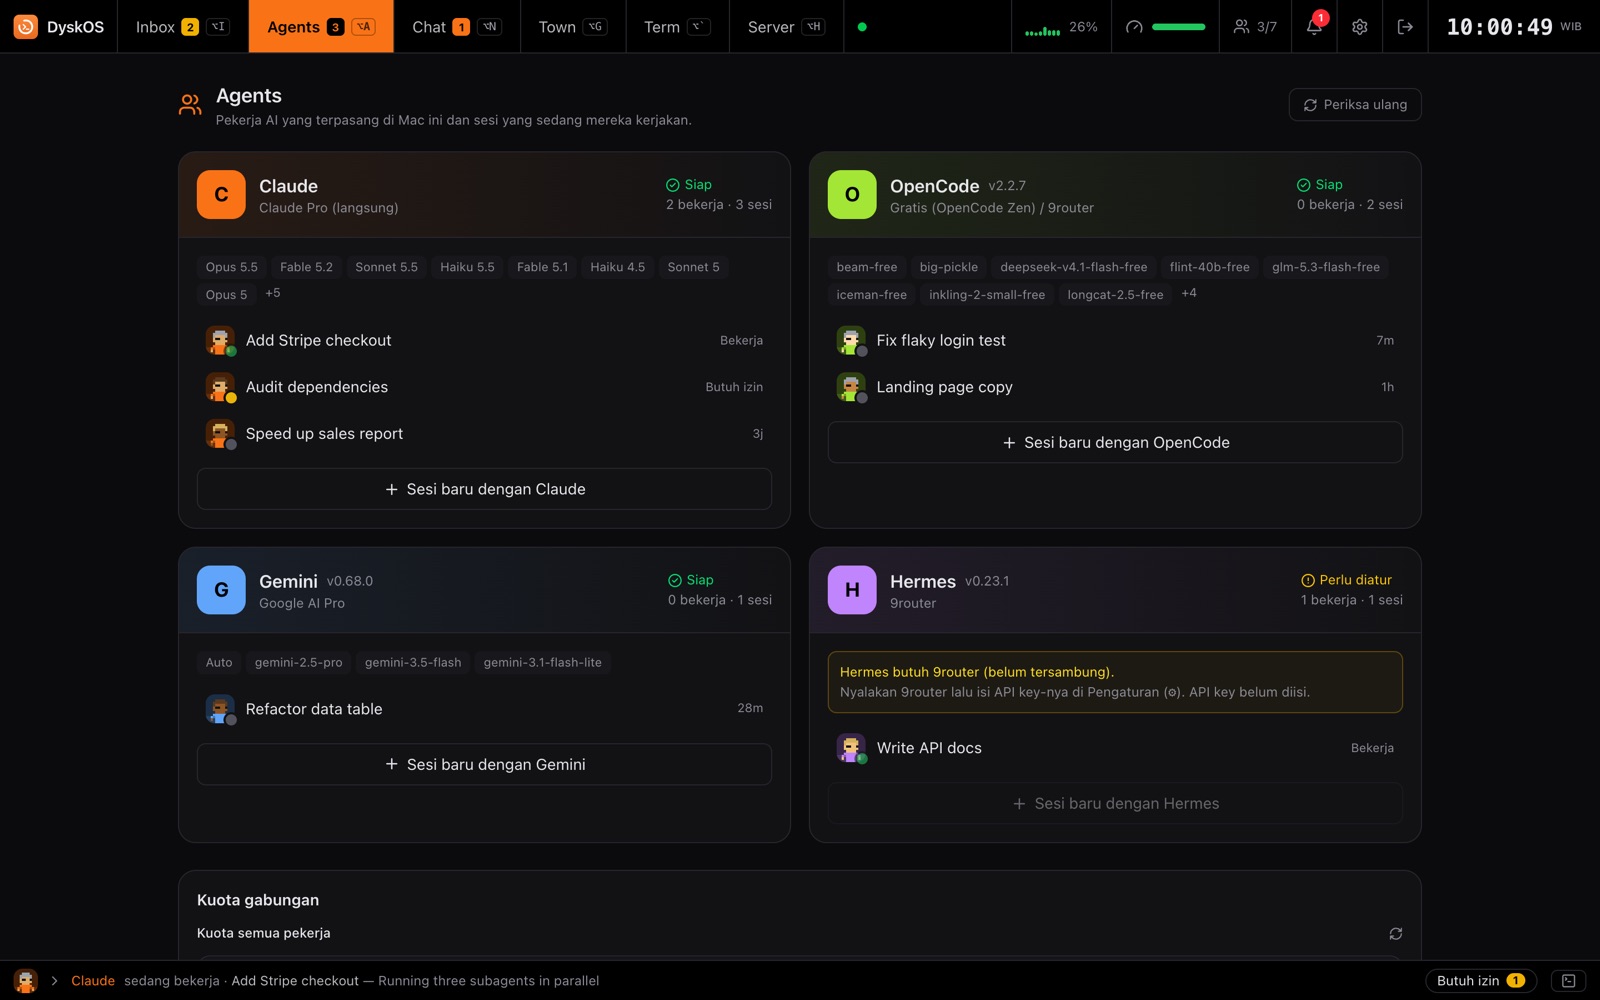 DyskOS
Inbox 2 ⌥I
Agents 3 ⌥A
Chat 1 ⌥N
Town ⌥G
Term ⌥`
Server ⌥H
26%
3/7
1
10:00:49 WIB
Agents
Pekerja AI yang terpasang di Mac ini dan sesi yang sedang mereka kerjakan.
Periksa ulang
C
Claude
Claude Pro (langsung)
Siap
2 bekerja · 3 sesi
Opus 5.5 Fable 5.2 Sonnet 5.5 Haiku 5.5 Fable 5.1 Haiku 4.5 Sonnet 5
Opus 5 +5
Add Stripe checkout Bekerja
Audit dependencies Butuh izin
Speed up sales report 3j
+ Sesi baru dengan Claude
O
OpenCode v2.2.7
Gratis (OpenCode Zen) / 9router
Siap
0 bekerja · 2 sesi
beam-free big-pickle deepseek-v4.1-flash-free flint-40b-free glm-5.3-flash-free
iceman-free inkling-2-small-free longcat-2.5-free +4
Fix flaky login test 7m
Landing page copy 1h
+ Sesi baru dengan OpenCode
G
Gemini v0.68.0
Google AI Pro
Siap
0 bekerja · 1 sesi
Auto gemini-2.5-pro gemini-3.5-flash gemini-3.1-flash-lite
Refactor data table 28m
+ Sesi baru dengan Gemini
H
Hermes v0.23.1
9router
Perlu diatur
1 bekerja · 1 sesi
Hermes butuh 9router (belum tersambung).
Nyalakan 9router lalu isi API key-nya di Pengaturan (⚙). API key belum diisi.
Write API docs Bekerja
+ Sesi baru dengan Hermes
Kuota gabungan
Kuota semua pekerja
Claude sedang bekerja · Add Stripe checkout — Running three subagents in parallel
Butuh izin 1